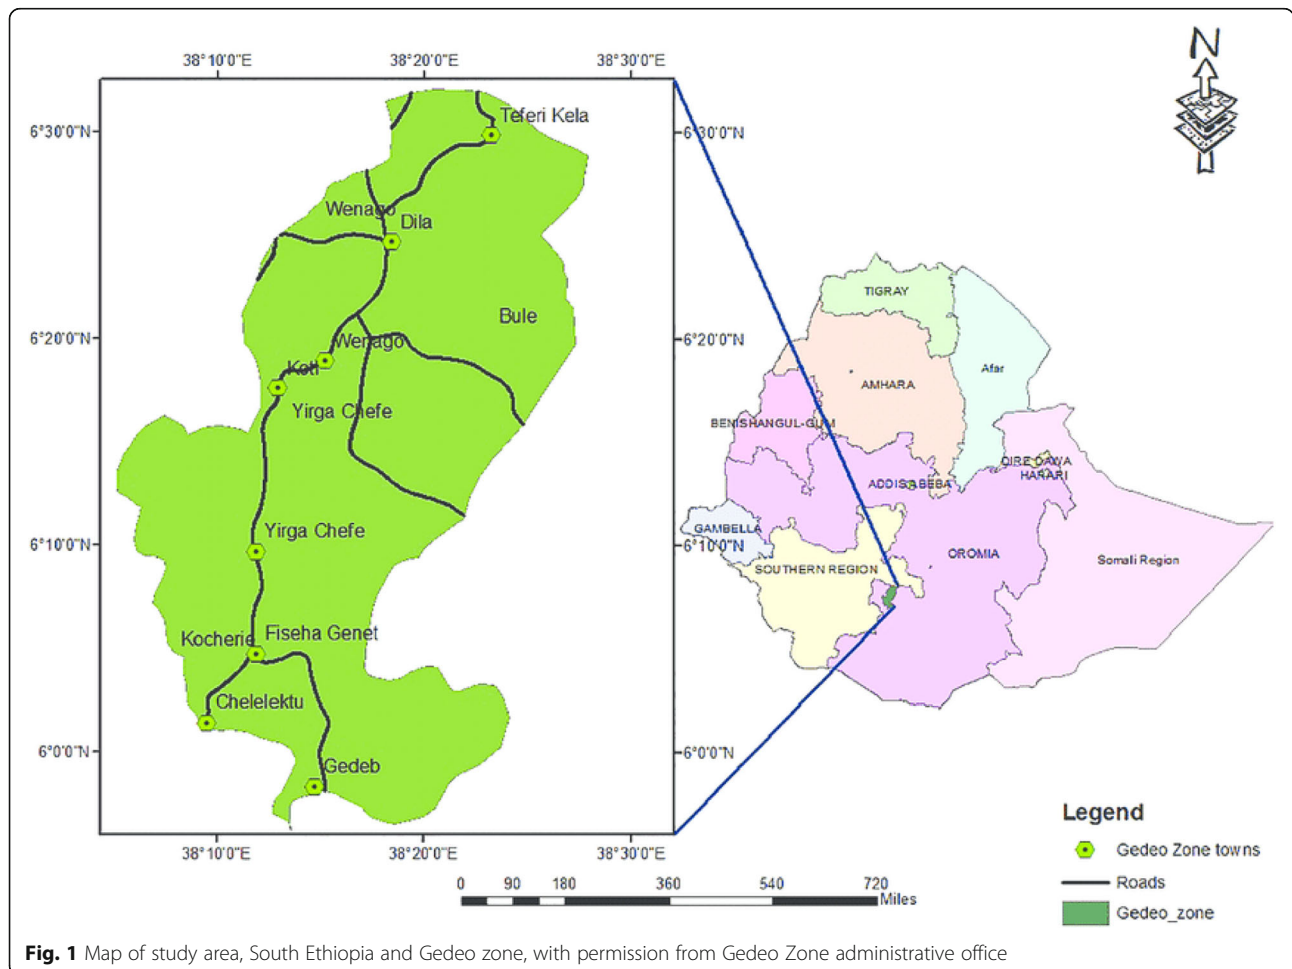 N
38°10'0"E 38°20'0"E 38°30'0"E
6°30'0"N
6°20'0"N
6°10'0"N
6°0'0"N
Teferi Kela
Wenago
Dila
Bule
Wenago
Koti
Yirga Chefe
Yirga Chefe
Kocherie
Fiseha Genet
Chelelektu
Gedeb
6°30'0"N
6°20'0"N
6°10'0"N
6°0'0"N
38°10'0"E 38°20'0"E 38°30'0"E
TIGRAY
AMHARA
Afar
BENISHANGUL-GUM
DIRE DAWA
HARARI
ADDIS ABEBA
GAMBELLA
SOUTHERN REGION
OROMIA
Somali Region
0 90 180 360 540 720
Miles
Legend
Gedeo Zone towns
Roads
Gedeo_zone
Fig. 1 Map of study area, South Ethiopia and Gedeo zone, with permission from Gedeo Zone administrative office